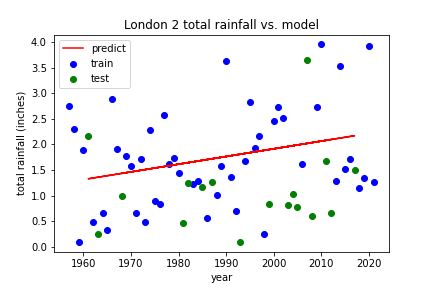 London 2 total rainfall vs. model
predict
train
test
total rainfall (inches)
4.0
3.5
3.0
2.5
2.0
1.5
1.0
0.5
0.0
1960 1970 1980 1990 2000 2010 2020
year